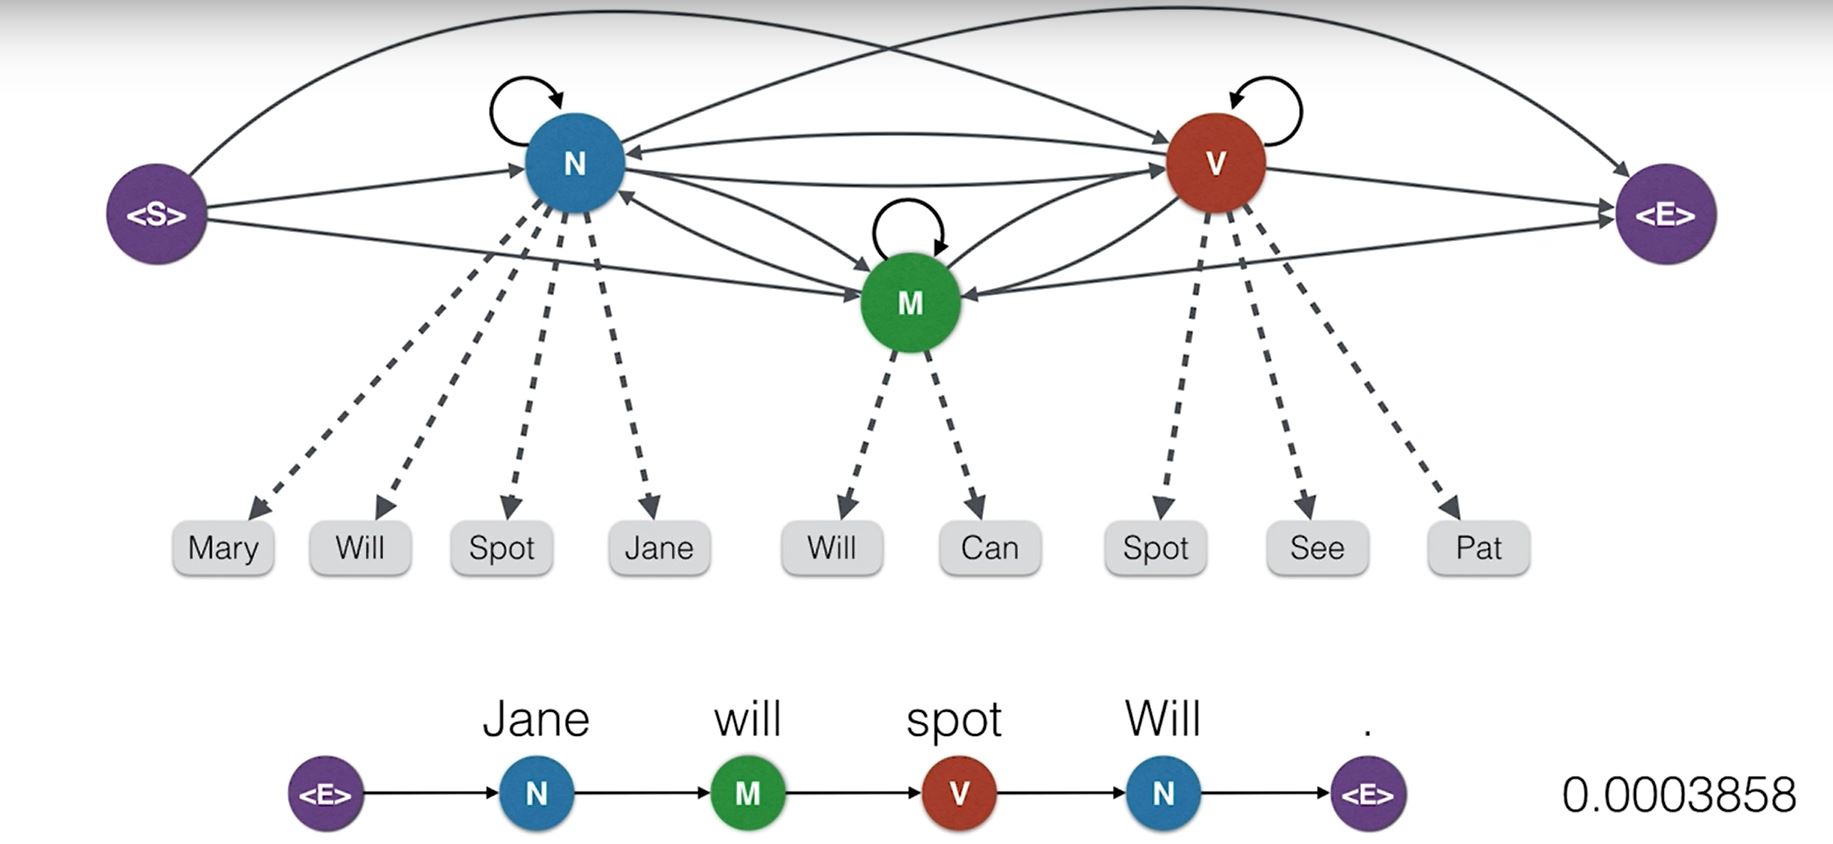 <S> N V <E>
M
Mary Will Spot Jane Will Can Spot See Pat
Jane will spot Will .
<E> N M V N <E> 0.0003858